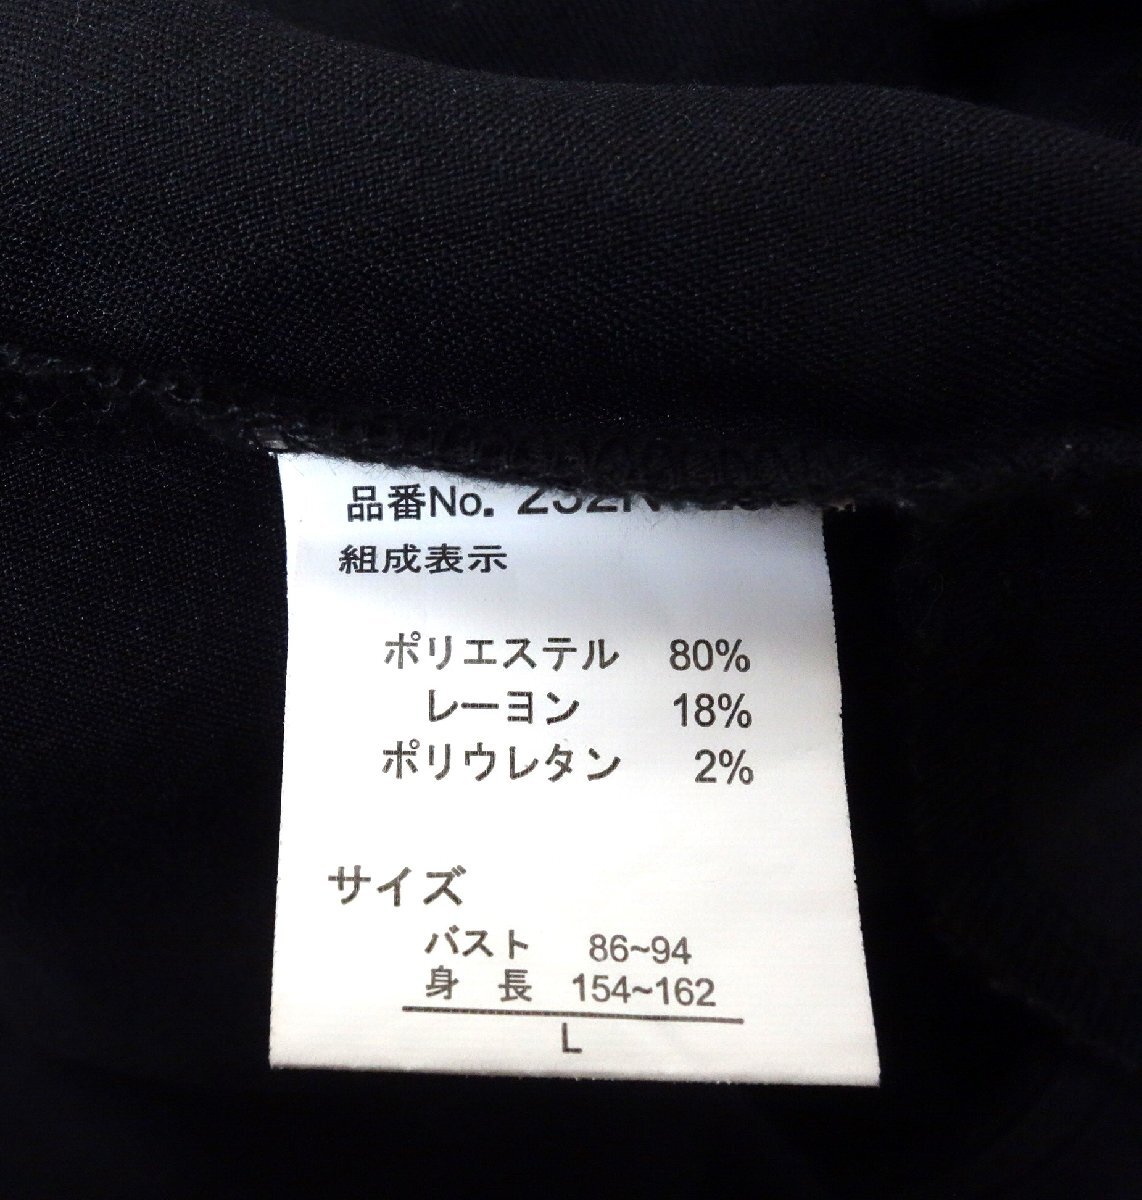 品番No.
組成表示
ポリエステル 80%
レーヨン 18%
ポリウレタン 2%
サイズ
バスト 86~94
身長 154~162
L